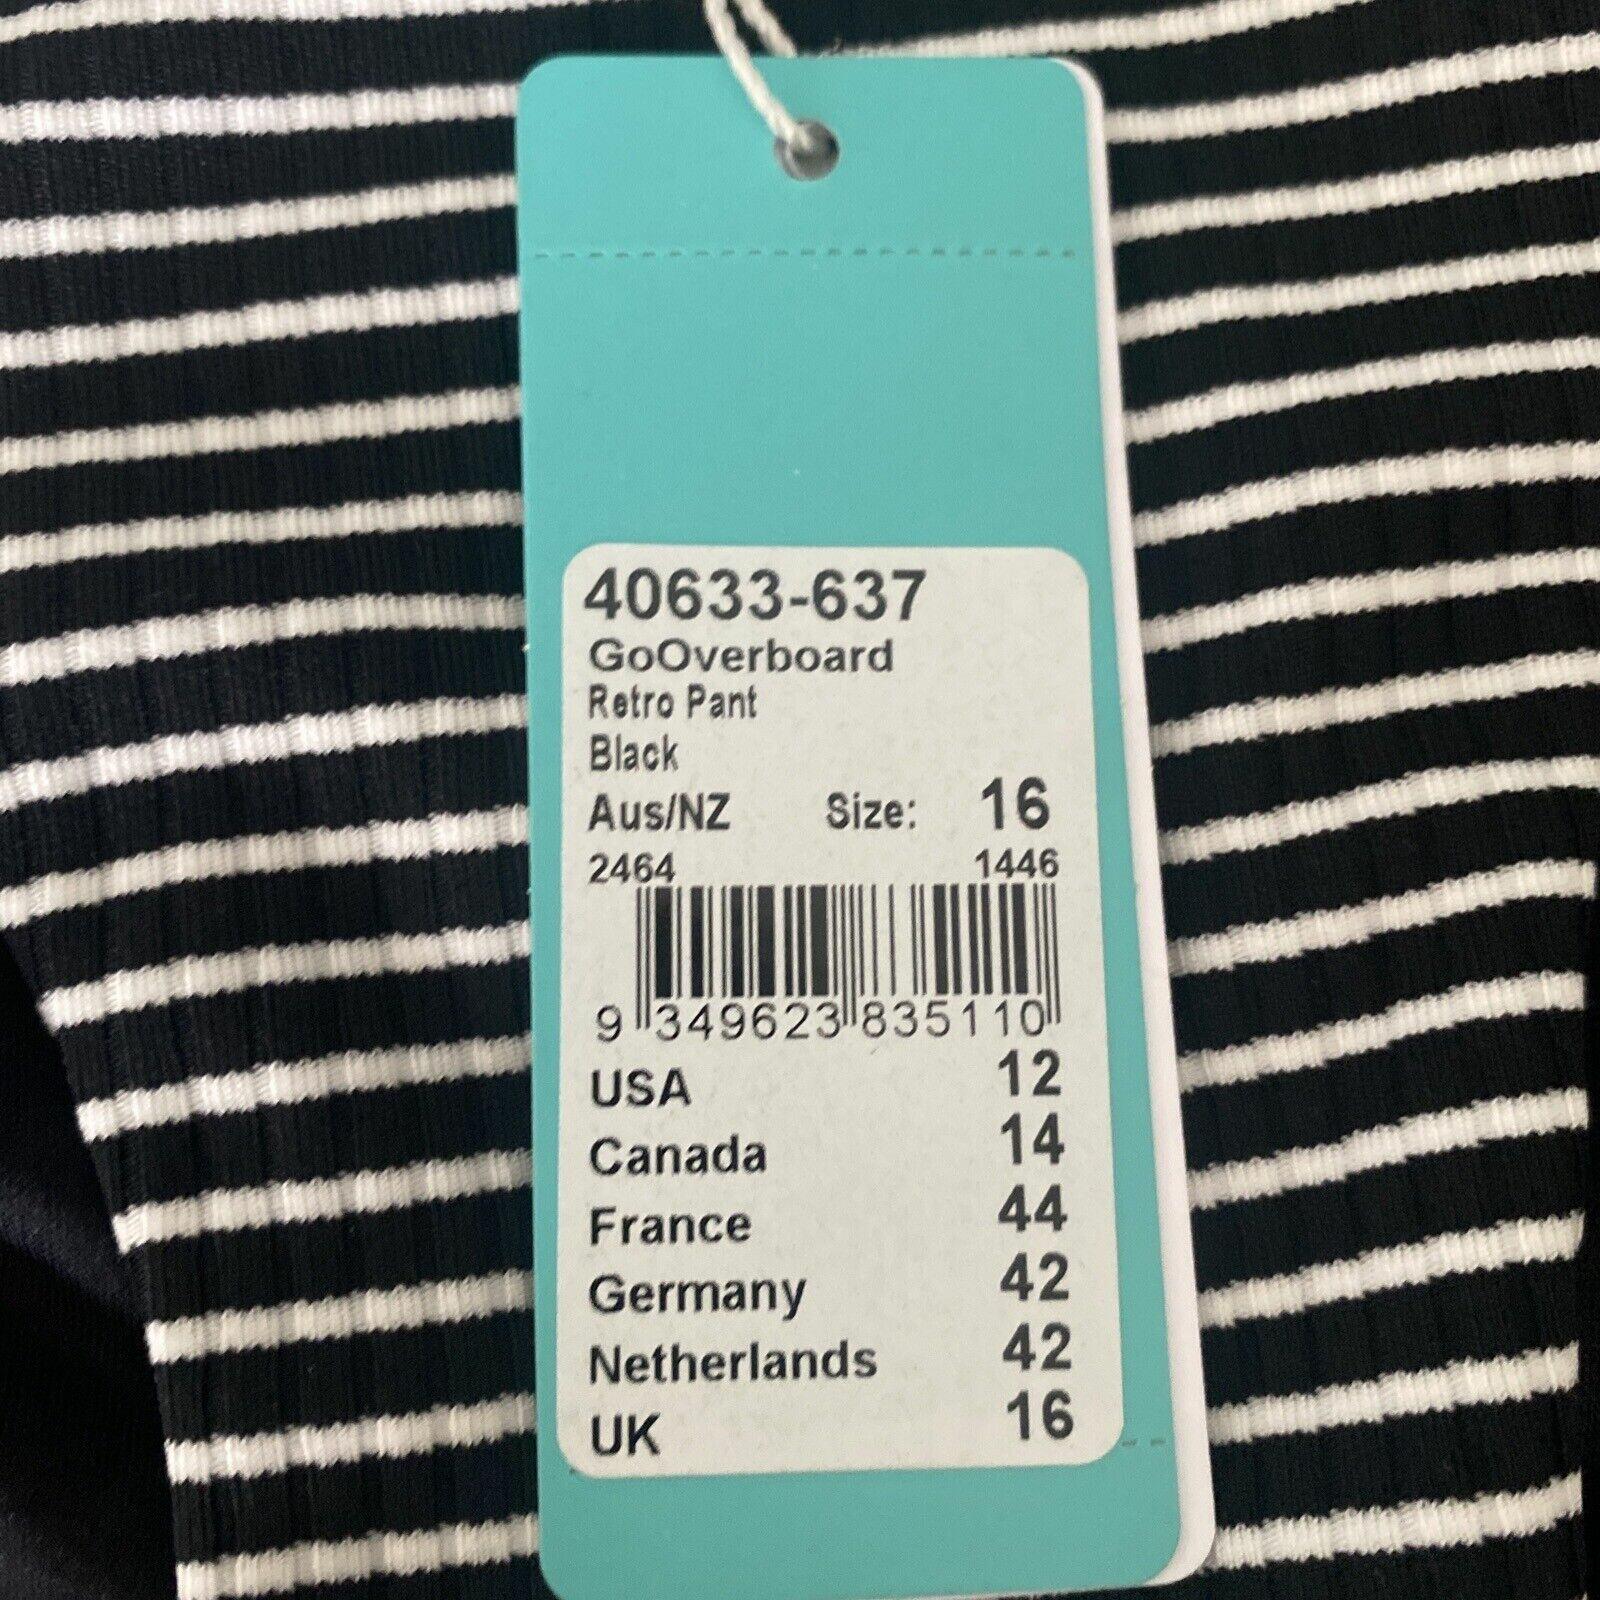 40633-637
GoOverboard
Retro Pant
Black
Aus/NZ Size: 16
2464 1446
9 349623 835110
USA 12
Canada 14
France 44
Germany 42
Netherlands 42
UK 16